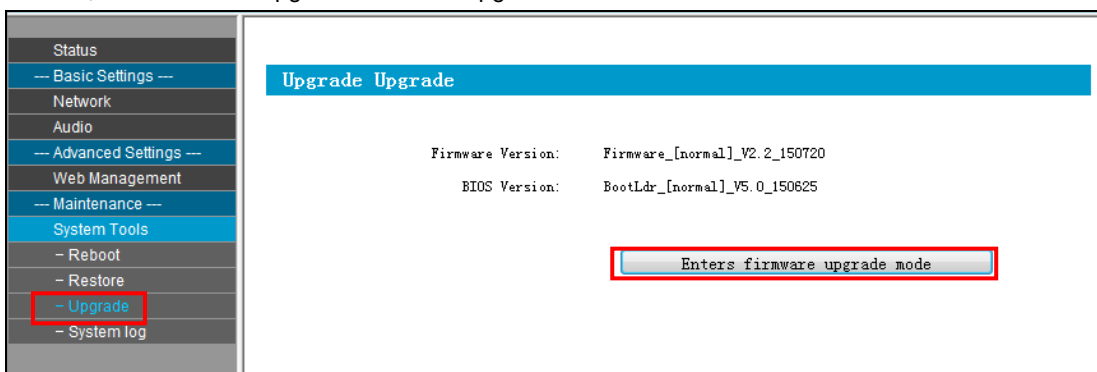 Status
--- Basic Settings ---
Network
Audio
--- Advanced Settings ---
Web Management
--- Maintenance ---
System Tools
– Reboot
– Restore
– Upgrade
– System log
Upgrade Upgrade
Firmware Version: Firmware_[normal]_V2.2_150720
BIOS Version: BootLdr_[normal]_V5.0_150625
Enters firmware upgrade mode